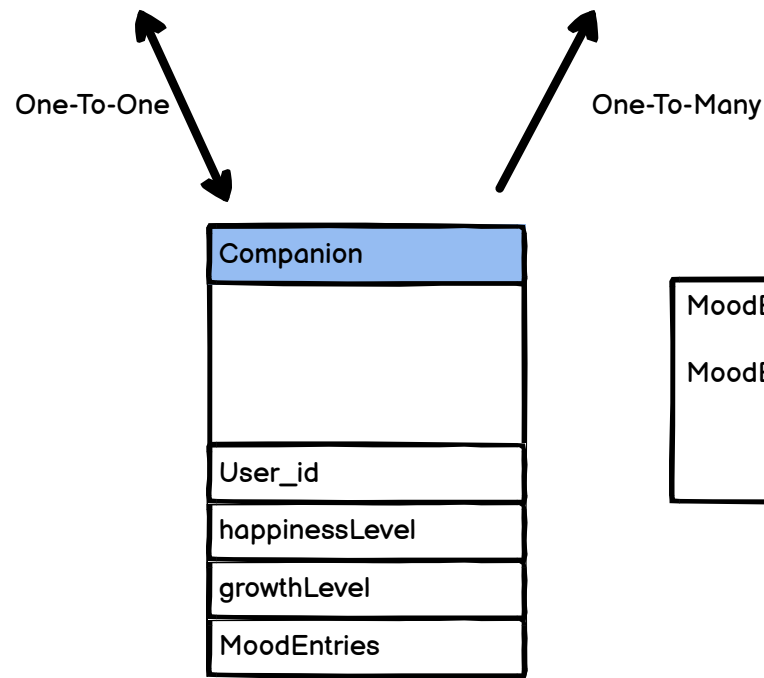 One-To-One
One-To-Many
Companion
User_id
happinessLevel
growthLevel
MoodEntries